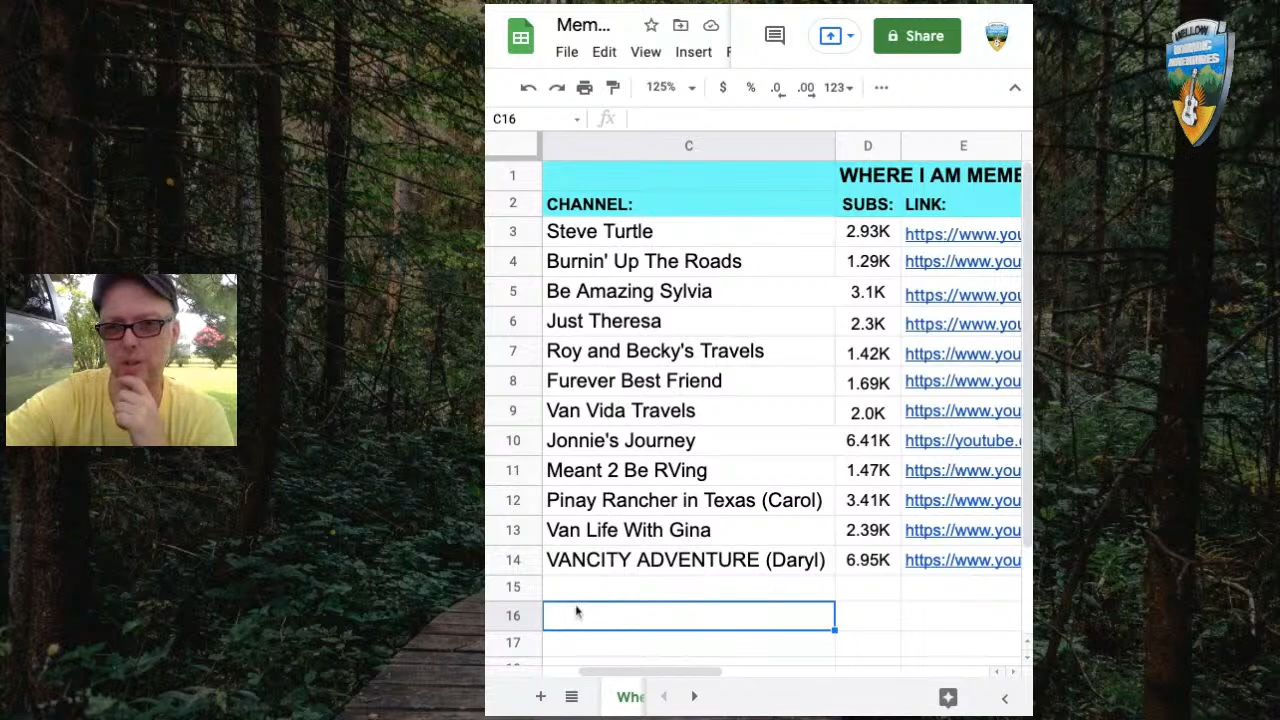 Mem...
File Edit View Insert
Share
125% $ % .0 .00 123
C16 fx
C D E
1 WHERE I AM MEME
2 CHANNEL: SUBS: LINK:
3 Steve Turtle 2.93K https://www.you
4 Burnin' Up The Roads 1.29K https://www.you
5 Be Amazing Sylvia 3.1K https://www.you
6 Just Theresa 2.3K https://www.you
7 Roy and Becky's Travels 1.42K https://www.you
8 Furever Best Friend 1.69K https://www.you
9 Van Vida Travels 2.0K https://www.you
10 Jonnie's Journey 6.41K https://youtube.
11 Meant 2 Be RVing 1.47K https://www.you
12 Pinay Rancher in Texas (Carol) 3.41K https://www.you
13 Van Life With Gina 2.39K https://www.you
14 VANCITY ADVENTURE (Daryl) 6.95K https://www.you
15
16
17
Whe
WELLOW
NOMADIC
ADVENTURES